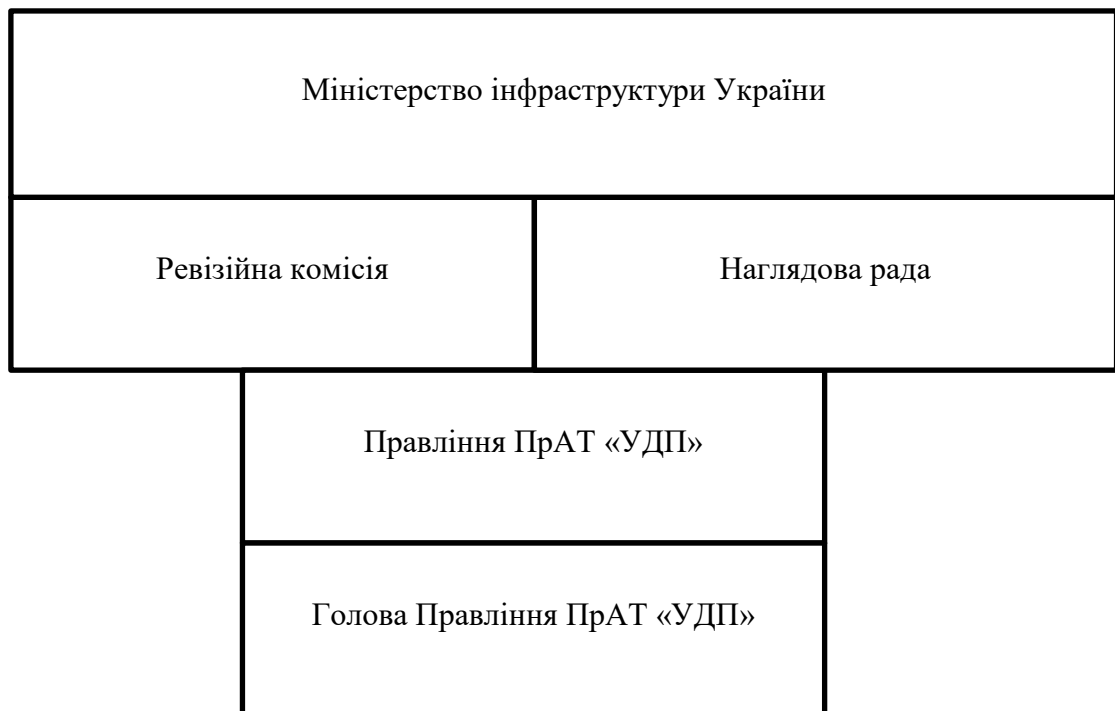 Міністерство інфраструктури України
Ревізійна комісія
Наглядова рада
Правління ПрАТ «УДП»
Голова Правління ПрАТ «УДП»